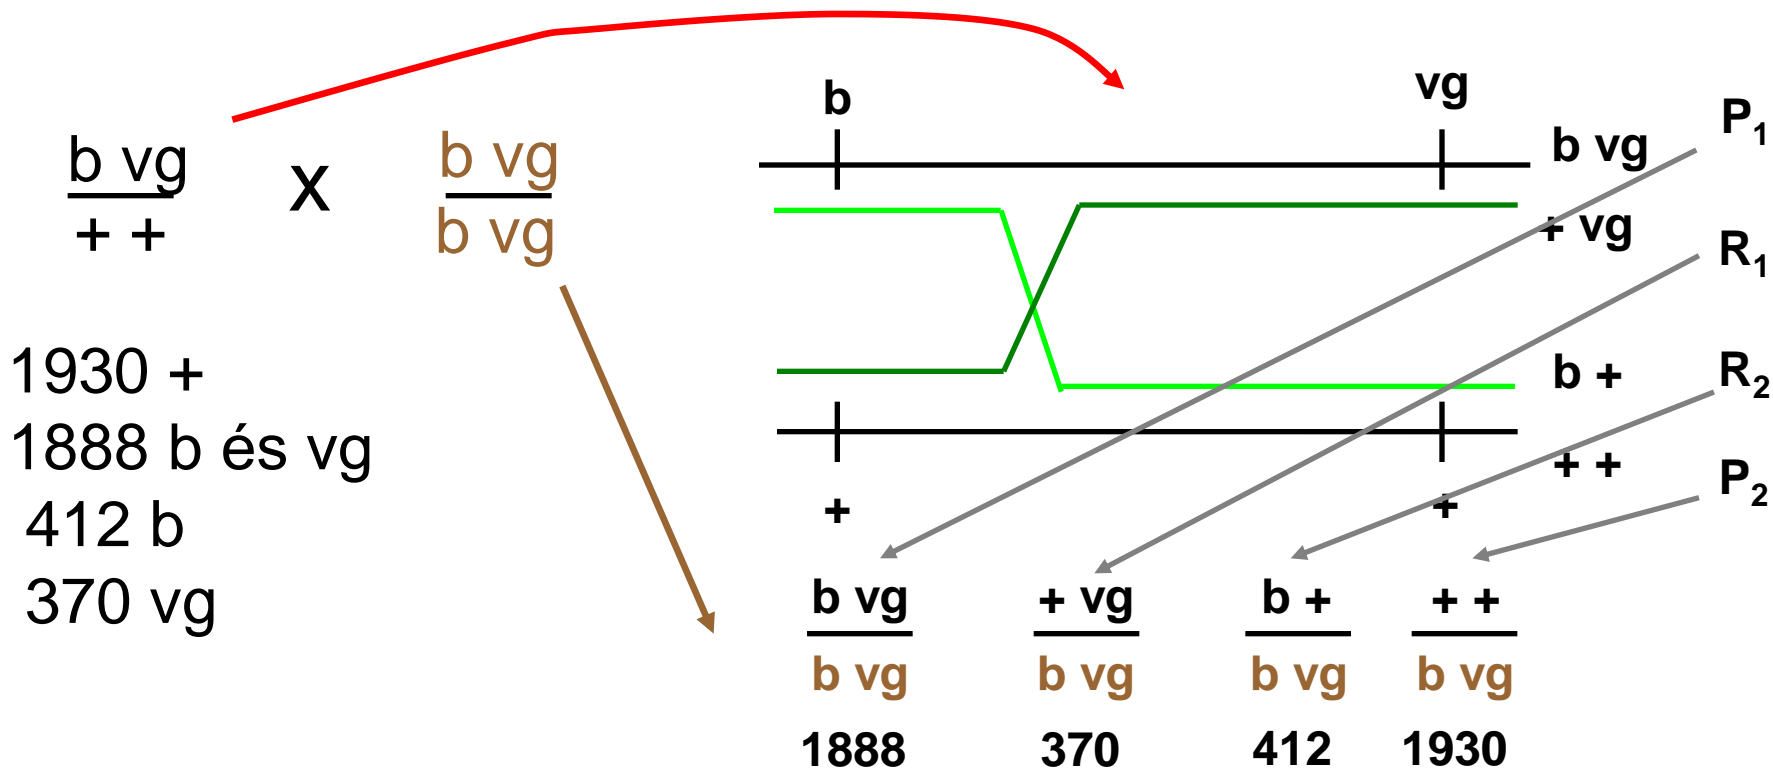 b vg
+ +
x
b vg
b vg
1930 +
1888 b és vg
412 b
370 vg
b
vg
b vg
+ vg
b +
+ +
+
+
P1
R1
R2
P2
b vg
+ vg
b +
+ +
b vg
b vg
b vg
b vg
1888
370
412
1930